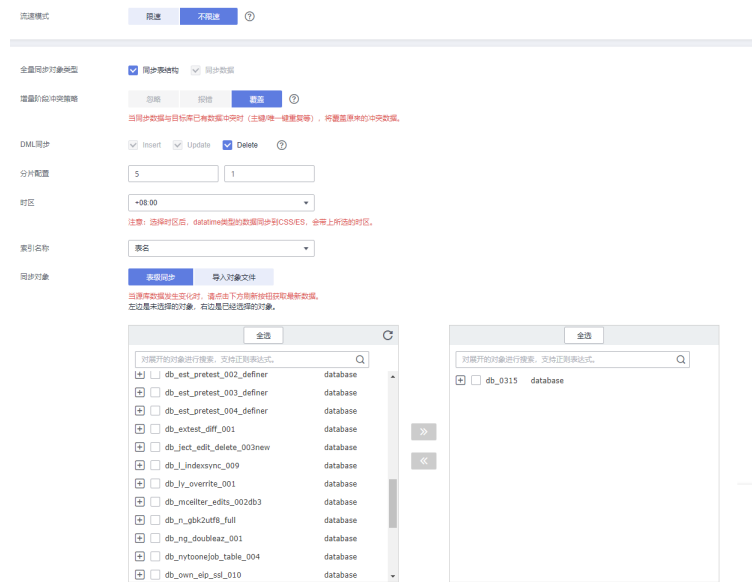 流速模式 限速 不限速
全量同步对象类型 同步表结构 同步数据
增量阶段冲突策略 忽略 报错 覆盖
当同步数据与目标库已有数据冲突时（主键/唯一键重复等），将覆盖原来的冲突数据。
DML同步 Insert Update Delete
分片配置 5 1
时区 +08:00
注意：选择时区后，datatime类型的数据同步到CSS/ES，会带上所选的时区。
索引名称 表名
同步对象 表级同步 导入对象文件
当源库数据发生变化时，请点击下方刷新按钮获取最新数据。
左边是未选择的对象，右边是已经选择的对象。
全选 全选
对展开的对象进行搜索，支持正则表达式。 对展开的对象进行搜索，支持正则表达式。
db_est_pretest_002_definer database
db_0315 database
db_est_pretest_003_definer database
db_est_pretest_004_definer database
db_extest_diff_001 database
db_ject_edit_delete_003new database
db_l_indexsync_009 database
db_ly_overrite_001 database
db_mceilter_edits_002db3 database
db_n_gbk2utf8_full database
db_ng_doubleaz_001 database
db_nytoonejob_table_004 database
db_own_eip_ssl_010 database